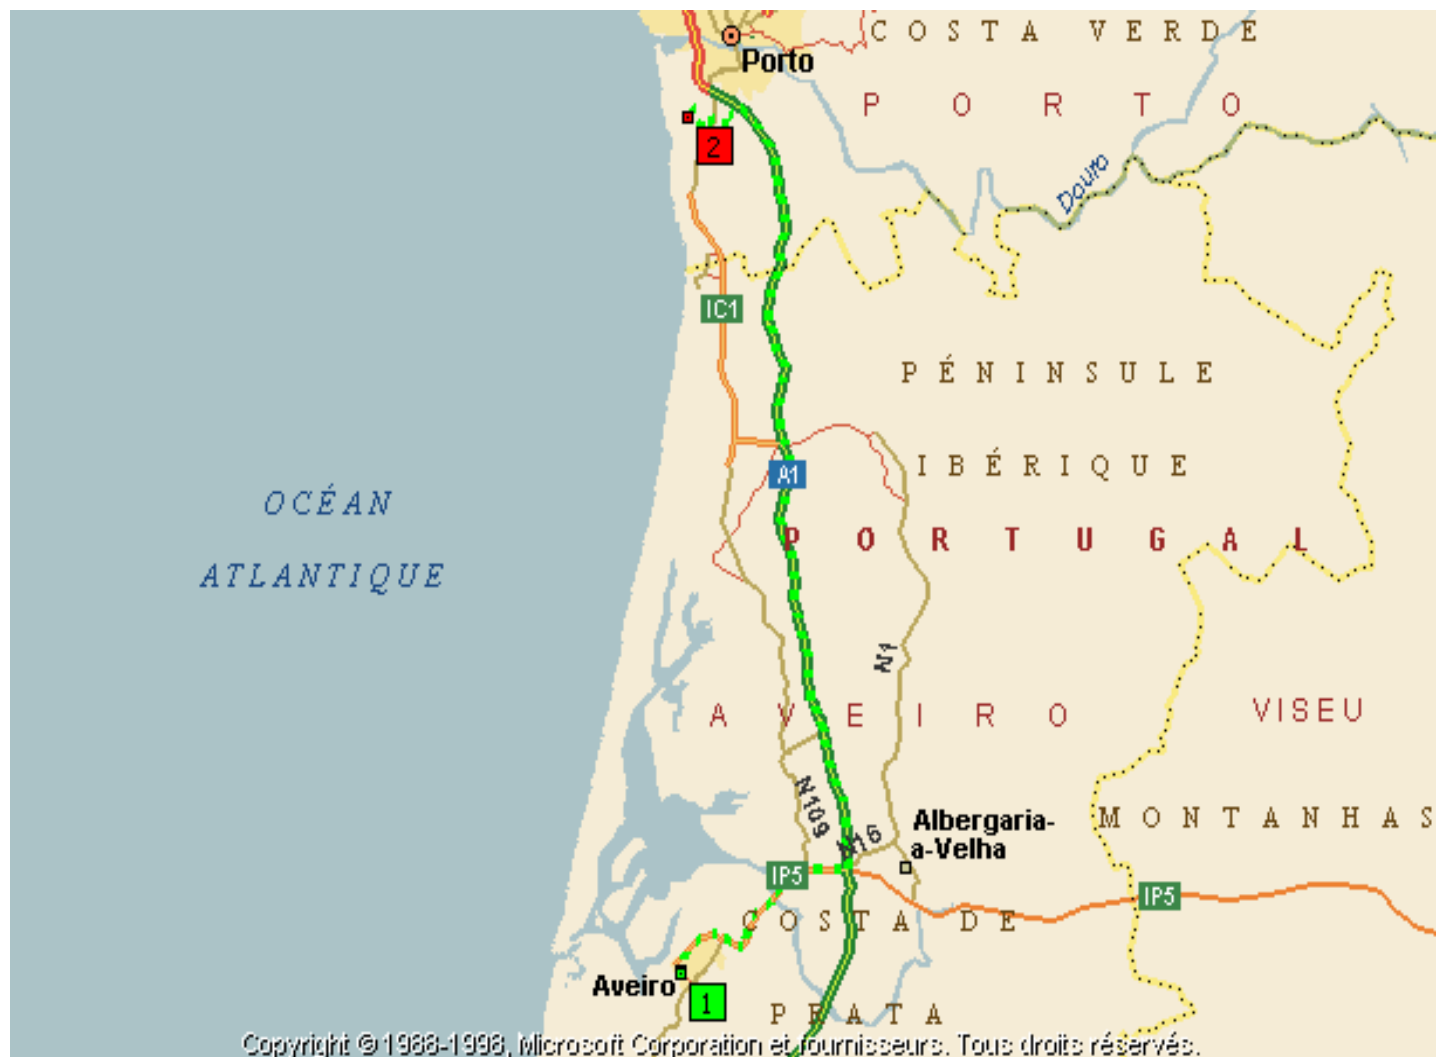 COSTA VERDE
Porto
PORTO
2
Douro
IC1
PÉNINSULE
IBÉRIQUE
A1
OCÉAN
ATLANTIQUE
PORTUGAL
N1
AVEIRO
VISEU
N109
N16
Albergaria-
a-Velha
MONTANHAS
IP5
IP5
COSTA DE
PRATA
Aveiro
1
Copyright © 1988-1998, Microsoft Corporation et fournisseurs. Tous droits réservés.